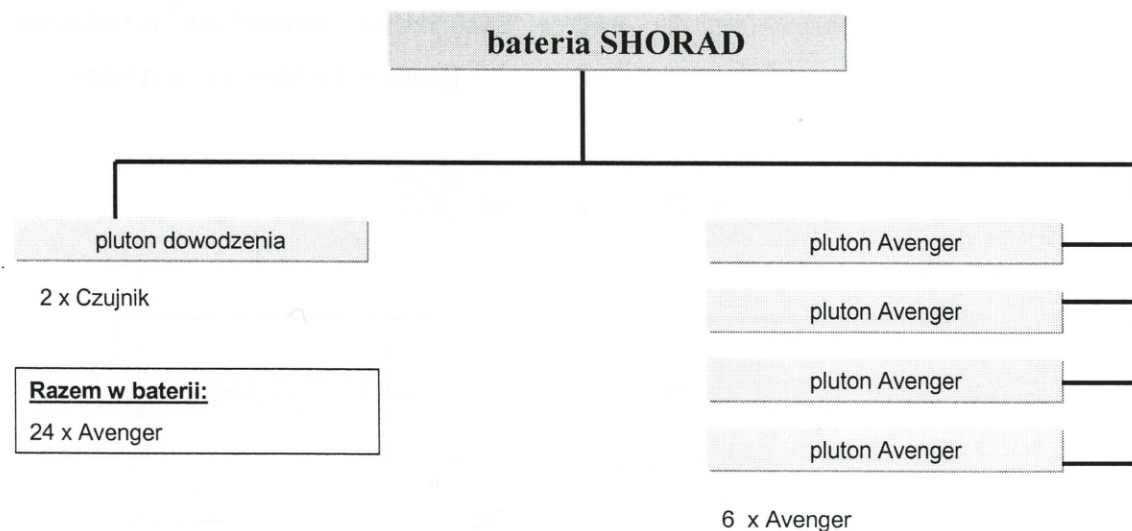 bateria SHORAD
pluton dowodzenia
2 x Czujnik
Razem w baterii:
24 x Avenger
pluton Avenger
pluton Avenger
pluton Avenger
pluton Avenger
6 x Avenger